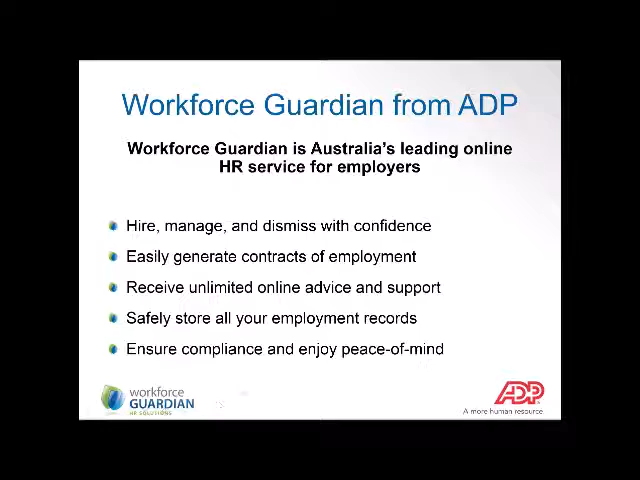 Workforce Guardian from ADP
Workforce Guardian is Australia's leading online
HR service for employers
Hire, manage, and dismiss with confidence
Easily generate contracts of employment
Receive unlimited online advice and support
Safely store all your employment records
Ensure compliance and enjoy peace-of-mind
workforce
GUARDIAN
HR SOLUTIONS
ADP
A more human resource.